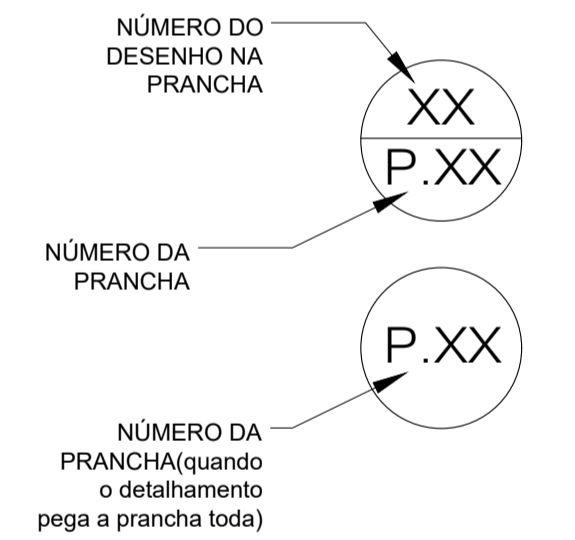 NÚMERO DO
DESENHO NA
PRANCHA
XX
P.XX
NÚMERO DA
PRANCHA
P.XX
NÚMERO DA
PRANCHA(quando
o detalhamento
pega a prancha toda)